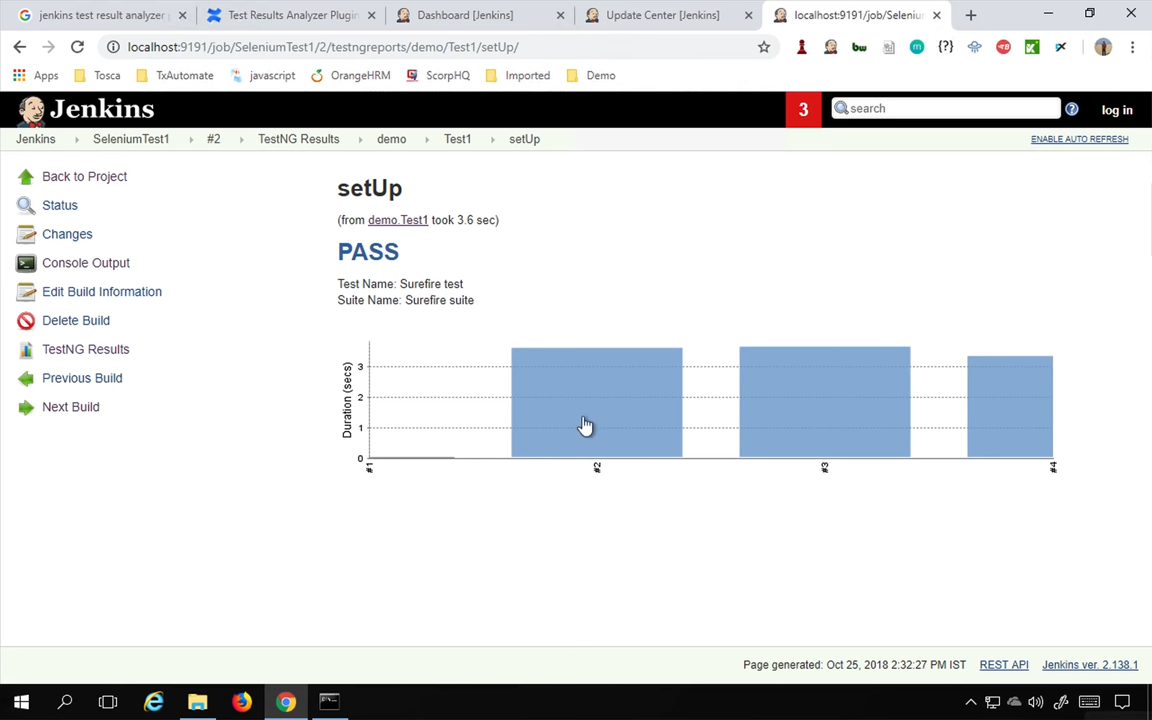 jenkins test result analyzer
Test Results Analyzer Plugin
Dashboard [Jenkins]
Update Center [Jenkins]
localhost:9191/job/Seleniu
localhost:9191/job/SeleniumTest1/2/testngreports/demo/Test1/setUp/
bw
m
{?}
Apps
Tosca
TxAutomate
javascript
OrangeHRM
ScorpHQ
Imported
Demo
Jenkins
3
search
log in
Jenkins
SeleniumTest1
#2
TestNG Results
demo
Test1
setUp
ENABLE AUTO REFRESH
Back to Project
Status
Changes
Console Output
Edit Build Information
Delete Build
TestNG Results
Previous Build
Next Build
setUp
(from demo.Test1 took 3.6 sec)
PASS
Test Name: Surefire test
Suite Name: Surefire suite
Duration (secs)
3
2
1
0
#1
#2
#3
#4
Page generated: Oct 25, 2018 2:32:27 PM IST
REST API
Jenkins ver. 2.138.1